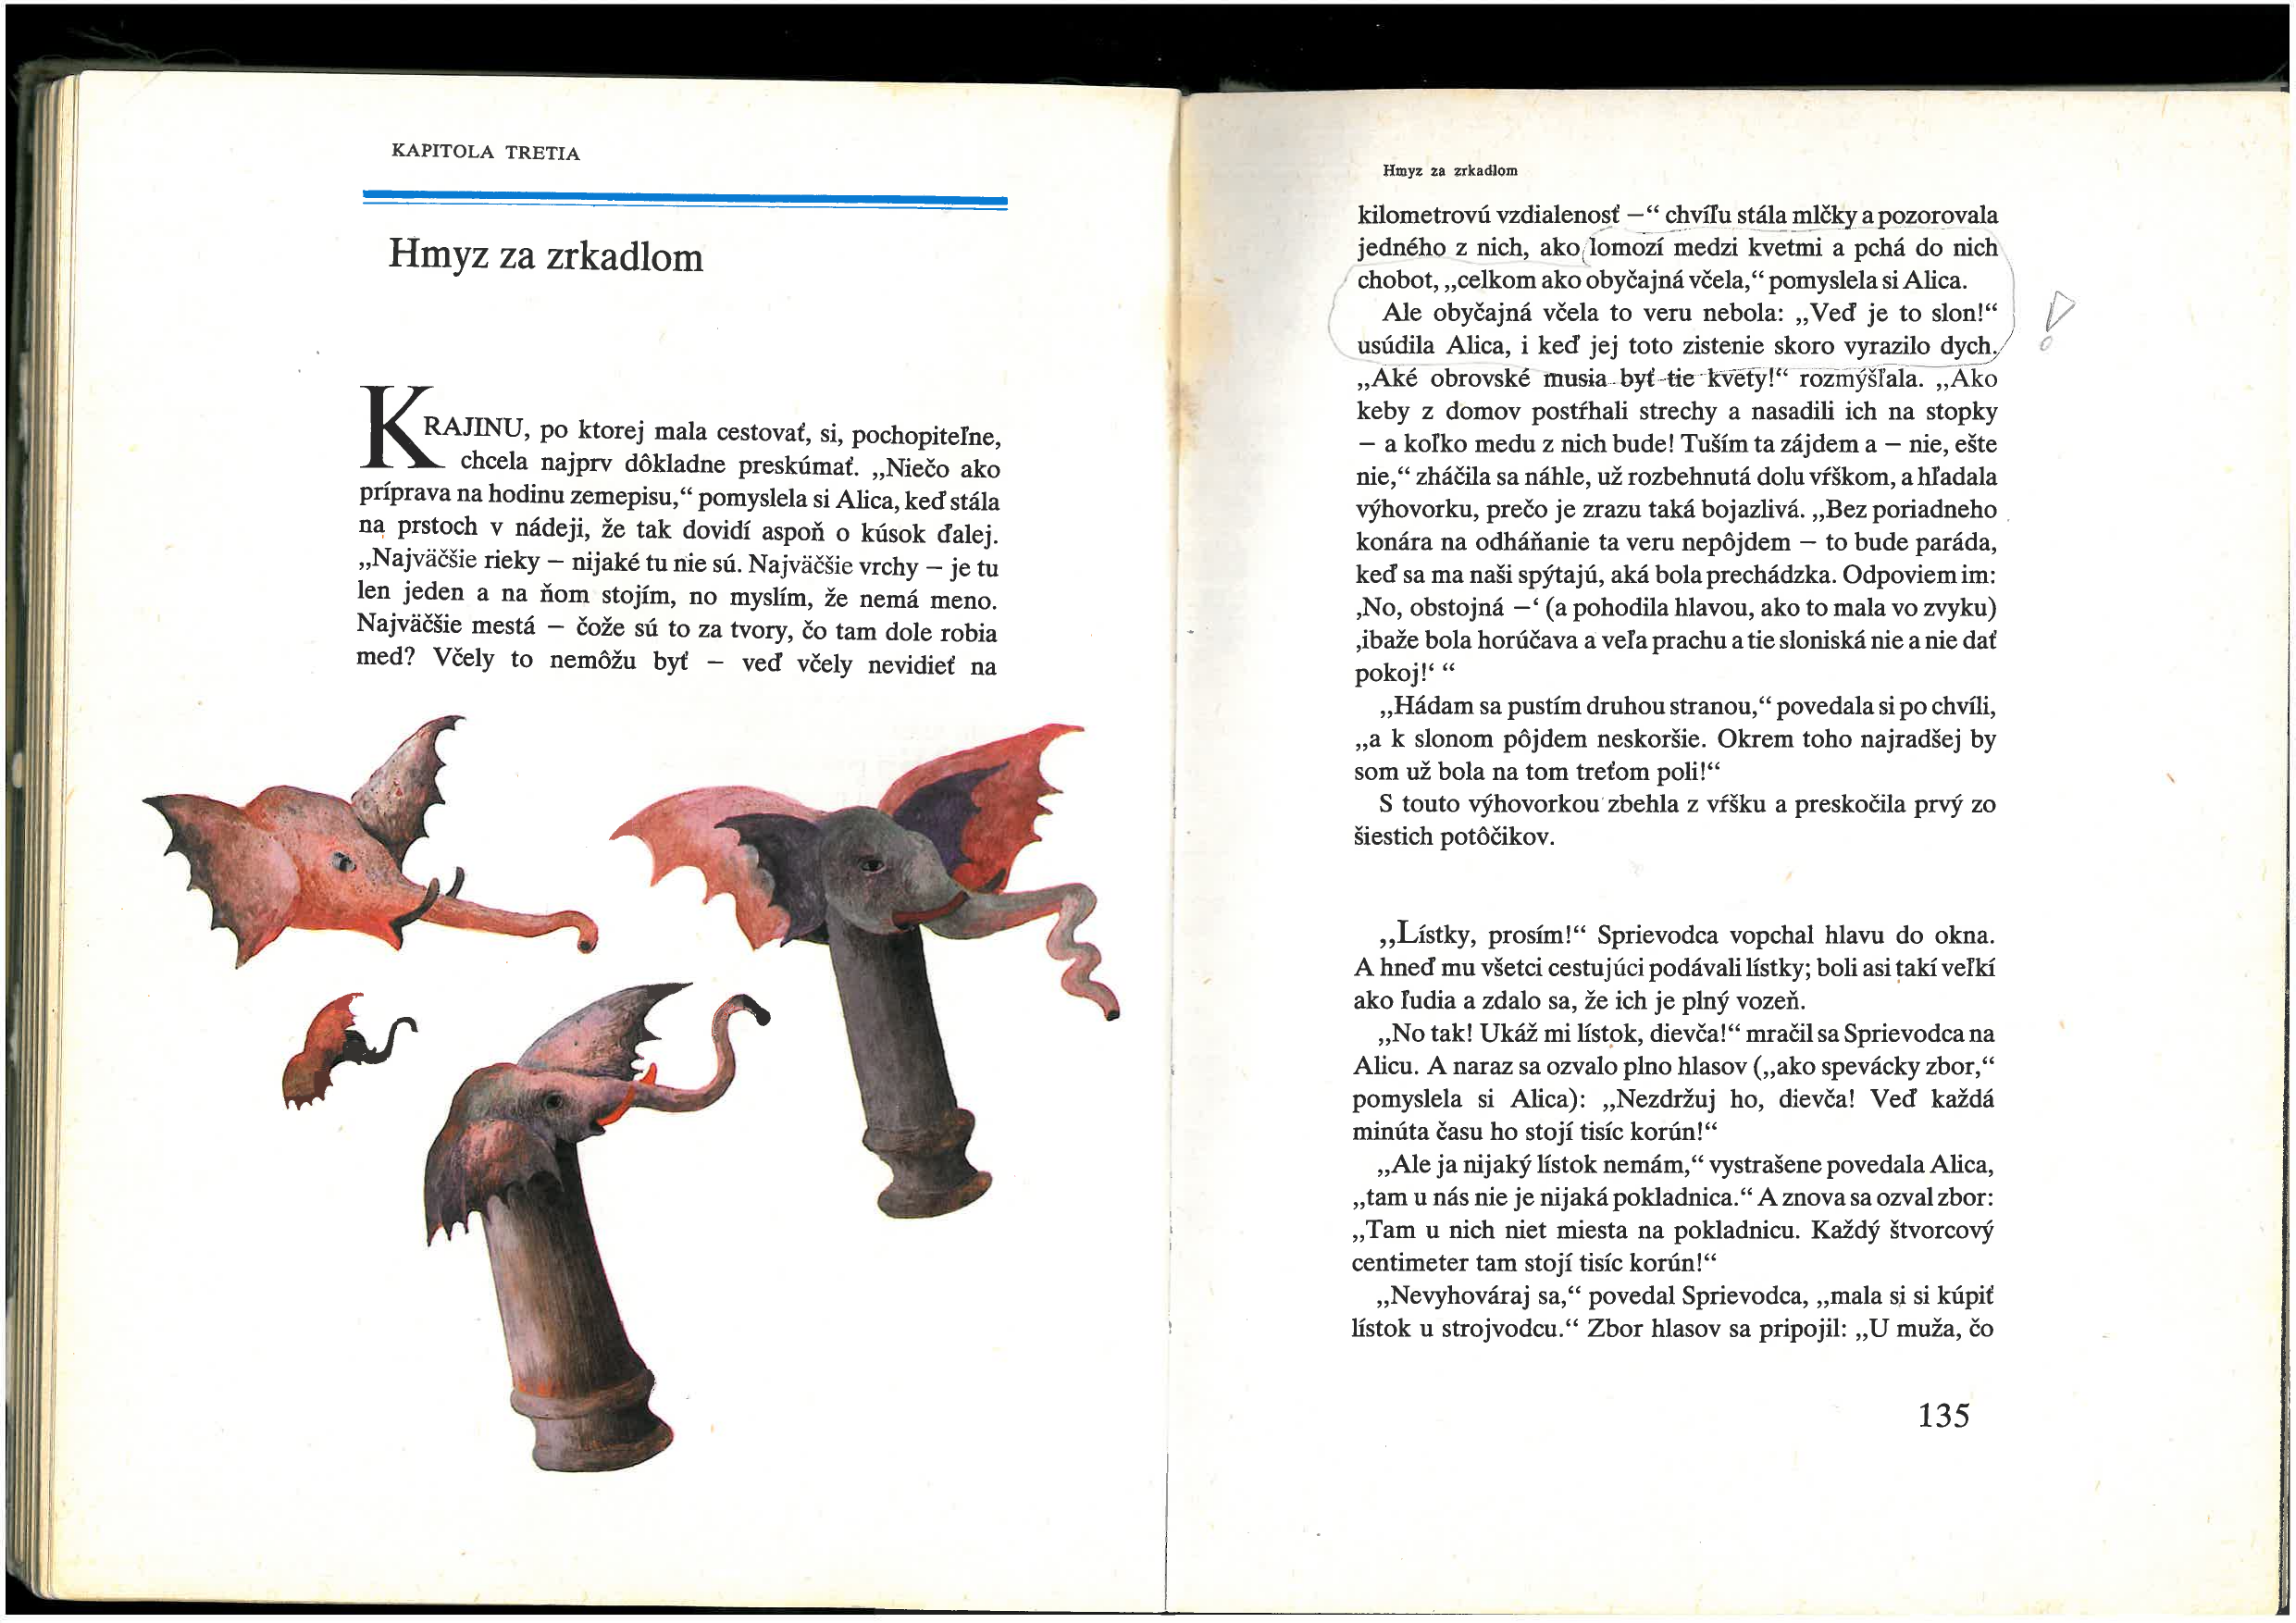 KAPITOLA TRETIA
Hmyz za zrkadlom
KRAJINU, po ktorej mala cestovať, si, pochopiteľne,
chcela najprv dôkladne preskúmať. „Niečo ako
príprava na hodinu zemepisu,“ pomyslela si Alica, keď stála
na prstoch v nádeji, že tak dovidí aspoň o kúsok ďalej.
„Najväčšie rieky – nijaké tu nie sú. Najväčšie vrchy – je tu
len jeden a na ňom stojím, no myslím, že nemá meno.
Najväčšie mestá – čože sú to za tvory, čo tam dole robia
med? Včely to nemôžu byť – veď včely nevidieť na
Hmyz za zrkadlom
kilometrovú vzdialenosť –“ chvíľu stála mlčky a pozorovala
jedného z nich, ako lomozí medzi kvetmi a pchá do nich
chobot, „celkom ako obyčajná včela,“ pomyslela si Alica.
Ale obyčajná včela to veru nebola: „Veď je to slon!“
usúdila Alica, i keď jej toto zistenie skoro vyrazilo dych.
!
„Aké obrovské musia byť tie kvety!“ rozmýšľala. „Ako
keby z domov postŕhali strechy a nasadili ich na stopky
– a koľko medu z nich bude! Tuším ta zájdem a – nie, ešte
nie,“ zháčila sa náhle, už rozbehnutá dolu vŕškom, a hľadala
výhovorku, prečo je zrazu taká bojazlivá. „Bez poriadneho
konára na odháňanie ta veru nepôjdem – to bude paráda,
keď sa ma naši spýtajú, aká bola prechádzka. Odpoviem im:
‚No, obstojná –‘ (a pohodila hlavou, ako to mala vo zvyku)
‚ibaže bola horúčava a veľa prachu a tie sloniská nie a nie dať
pokoj!‘ “
„Hádam sa pustím druhou stranou,“ povedala si po chvíli,
„a k slonom pôjdem neskoršie. Okrem toho najradšej by
som už bola na tom treťom poli!“
S touto výhovorkou zbehla z vŕšku a preskočila prvý zo
šiestich potôčikov.
„Lístky, prosím!“ Sprievodca vopchal hlavu do okna.
A hneď mu všetci cestujúci podávali lístky; boli asi takí veľkí
ako ľudia a zdalo sa, že ich je plný vozeň.
„No tak! Ukáž mi lístok, dievča!“ mračil sa Sprievodca na
Alicu. A naraz sa ozvalo plno hlasov („ako spevácky zbor,“
pomyslela si Alica): „Nezdržuj ho, dievča! Veď každá
minúta času ho stojí tisíc korún!“
„Ale ja nijaký lístok nemám,“ vystrašene povedala Alica,
„tam u nás nie je nijaká pokladnica.“ A znova sa ozval zbor:
„Tam u nich niet miesta na pokladnicu. Každý štvorcový
centimeter tam stojí tisíc korún!“
„Nevyhováraj sa,“ povedal Sprievodca, „mala si si kúpiť
lístok u strojvodcu.“ Zbor hlasov sa pripojil: „U muža, čo
135